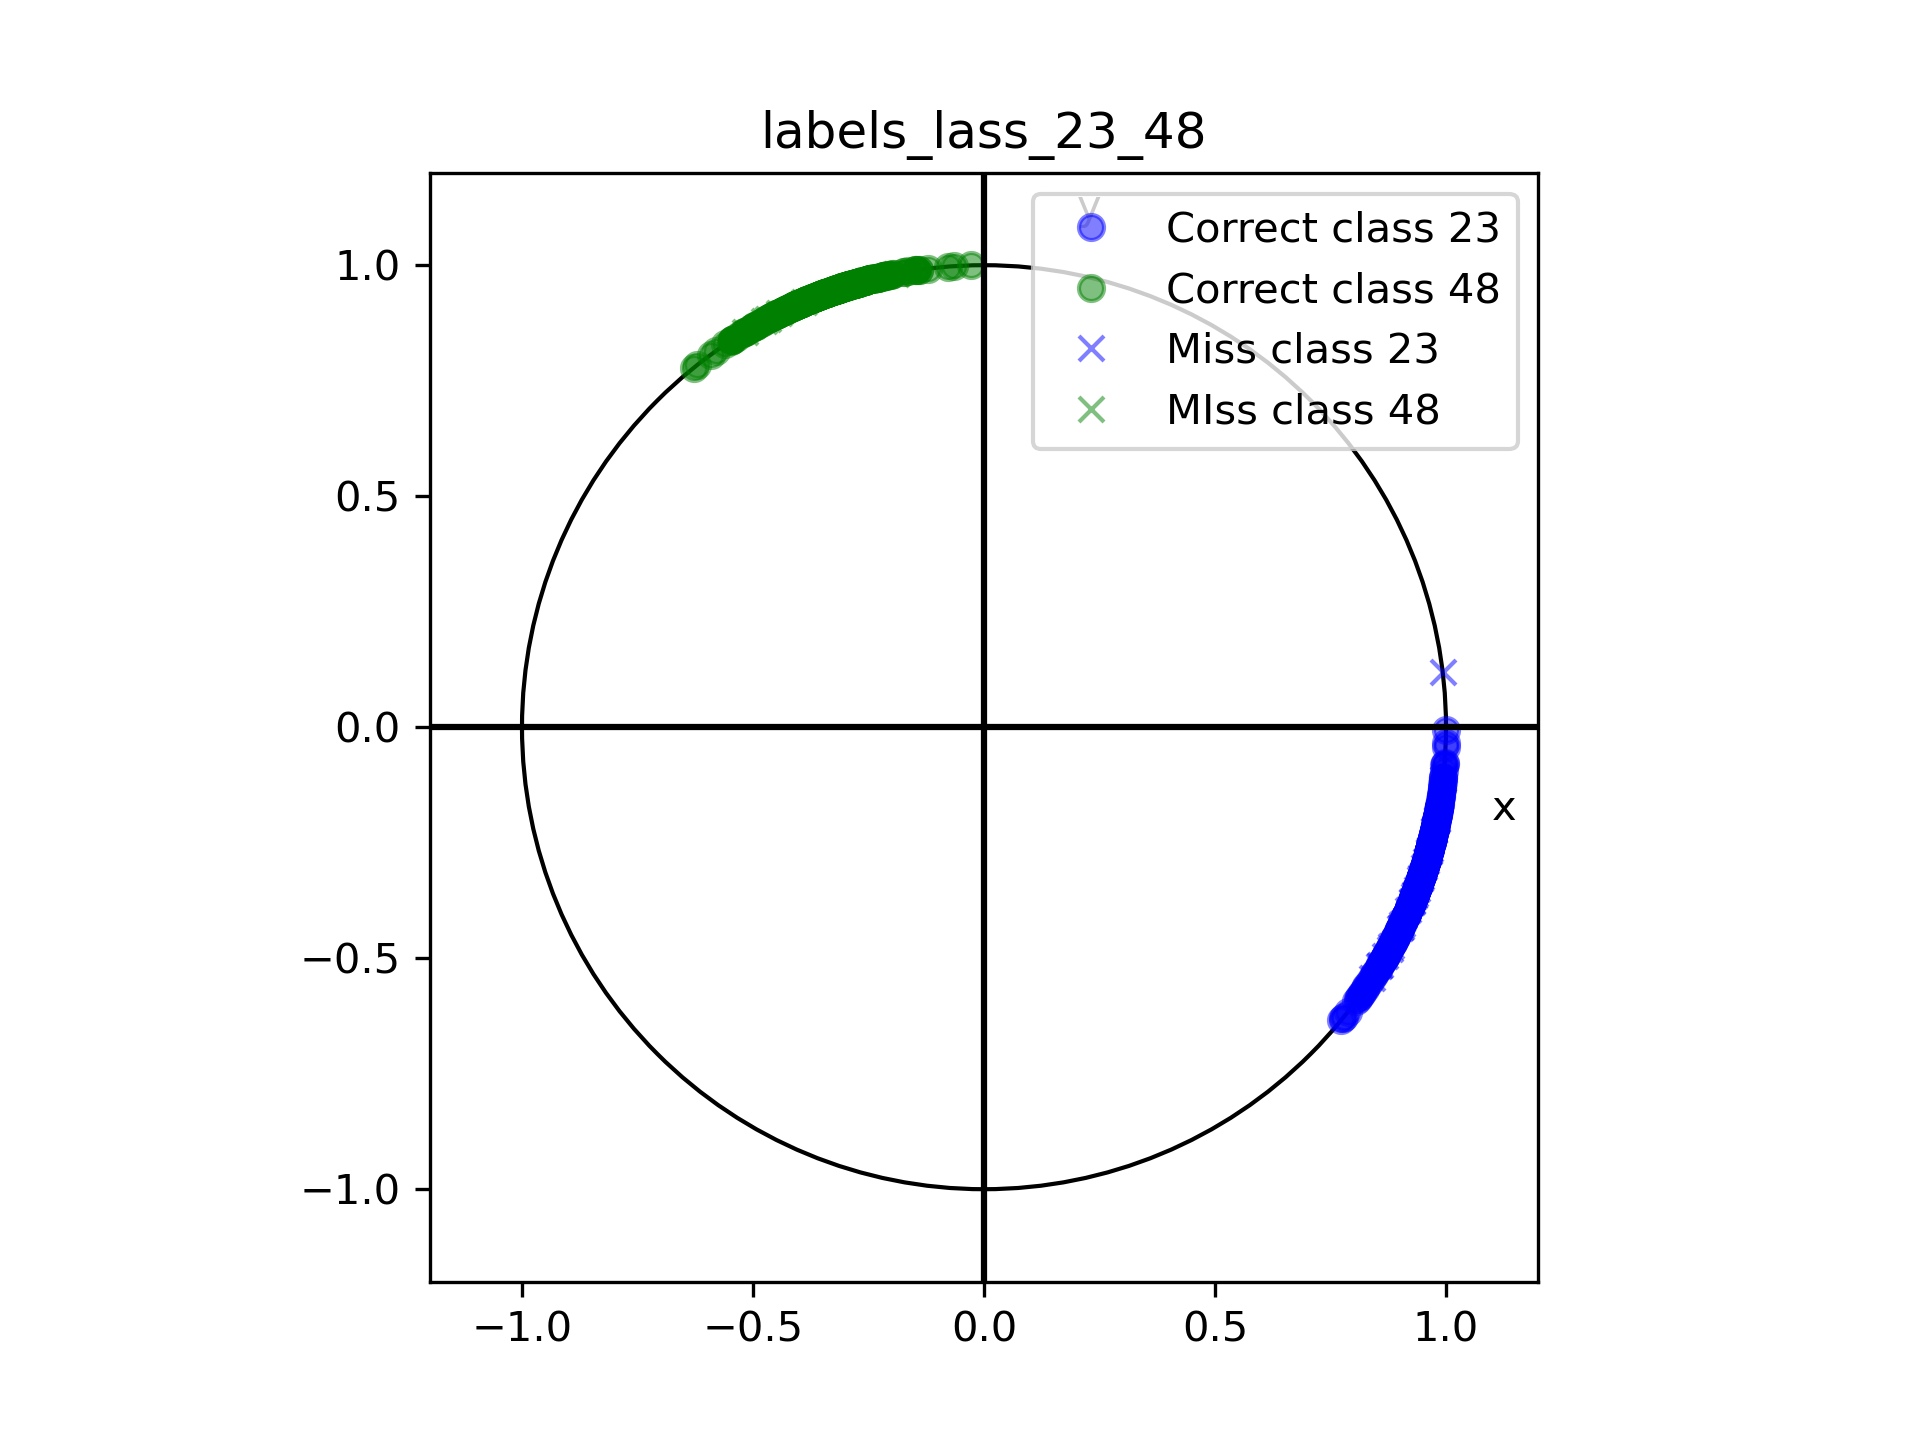 labels_lass_23_48
y
Correct class 23
Correct class 48
Miss class 23
MIss class 48
1.0
0.5
0.0
−0.5
−1.0
x
−1.0 −0.5 0.0 0.5 1.0